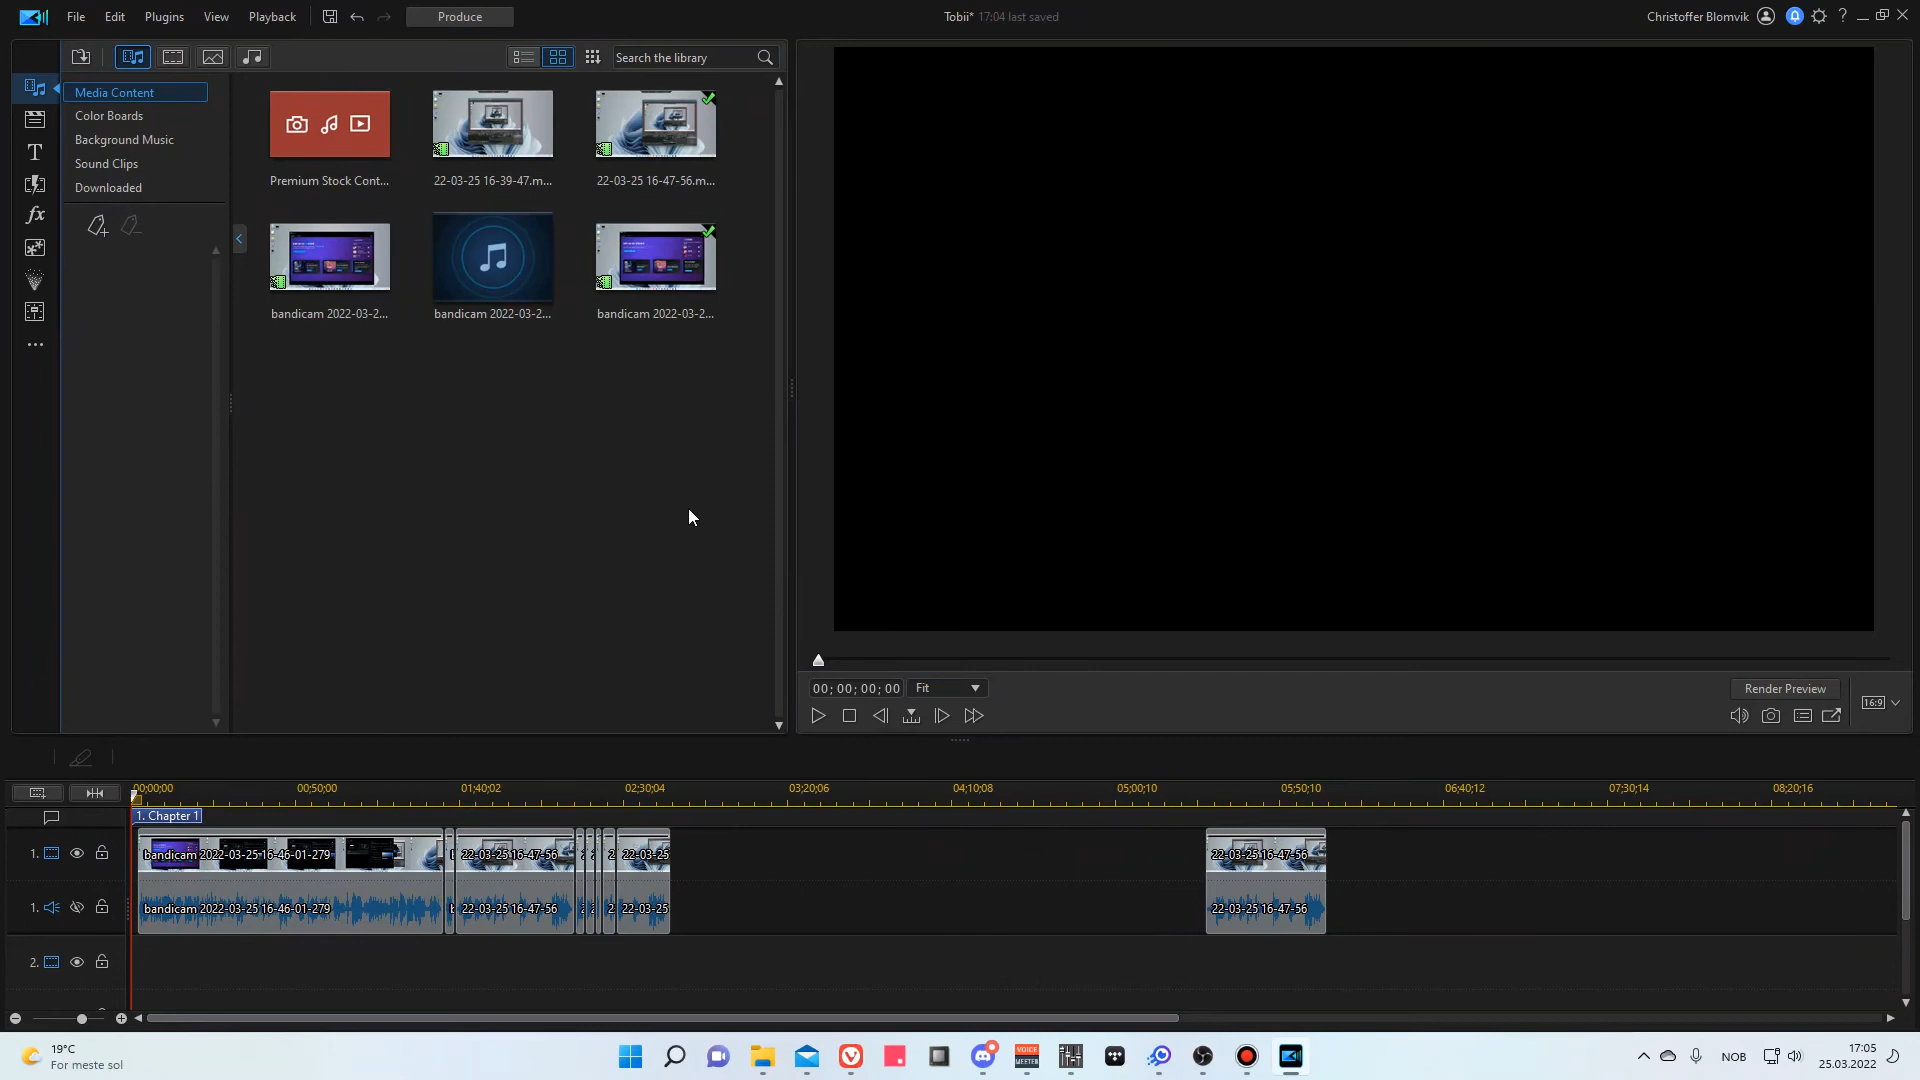 File Edit Plugins View Playback Produce Tobii* 17:04 last saved Christoffer Blomvik ?
Search the library
Media Content
Color Boards
Background Music
Sound Clips
Downloaded
Premium Stock Cont... 22-03-25 16-39-47.m... 22-03-25 16-47-56.m...
bandicam 2022-03-2... bandicam 2022-03-2... bandicam 2022-03-2...
T
fx
00; 00; 00; 00 Fit Render Preview
16:9
00;00;00 00;50;00 01;40;02 02;30;04 03;20;06 04;10;08 05;00;10 05;50;10 06;40;12 07;30;14 08;20;16
1. Chapter 1
1. bandicam 2022-03-25 16-46-01-279 22-03-25 16-47-56 22-03-25 22-03-25 16-47-56
1. bandicam 2022-03-25 16-46-01-279 22-03-25 16-47-56 22-03-25 22-03-25 16-47-56
2.
19°C
For meste sol
VOICE
MEETER
NOB
17:05
25.03.2022